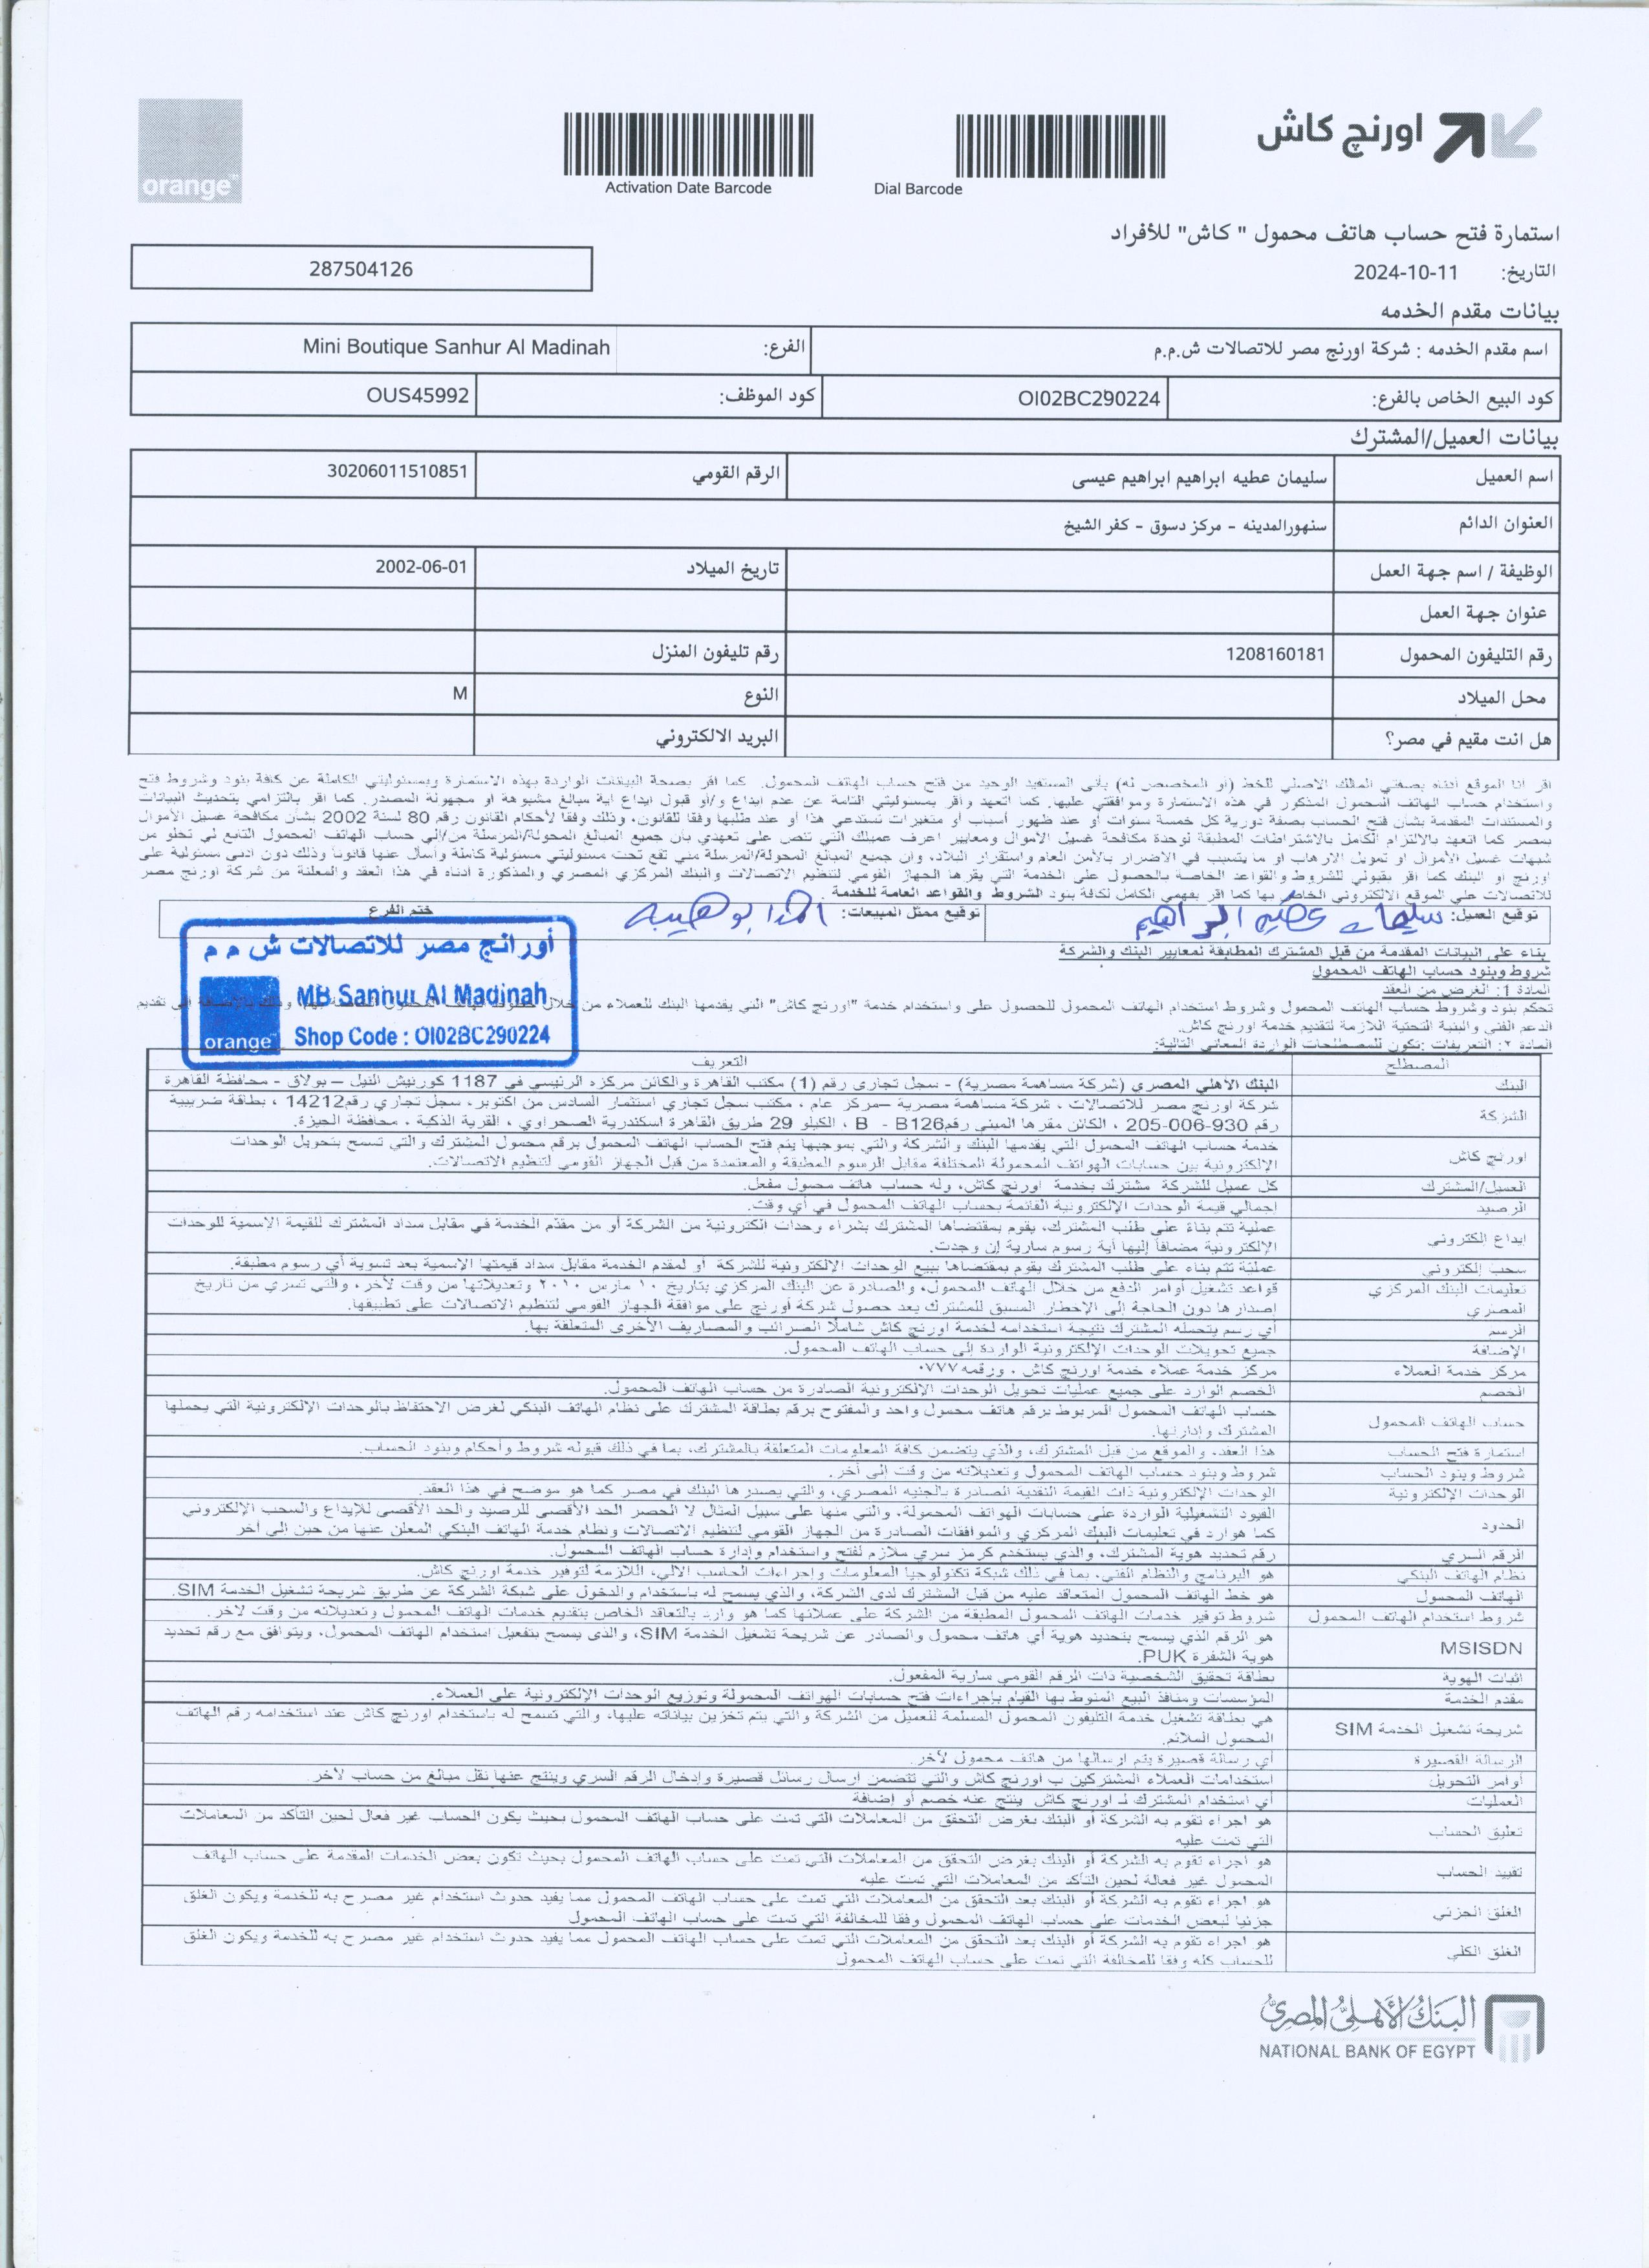 orange™
Activation Date Barcode
Dial Barcode
اورنچ كاش
استمارة فتح حساب هاتف محمول " كاش" للأفراد
287504126
التاريخ: 2024-10-11
بيانات مقدم الخدمه
اسم مقدم الخدمه : شركة اورنچ مصر للاتصالات ش.م.م الفرع: Mini Boutique Sanhur Al Madinah
كود البيع الخاص بالفرع: OI02BC290224 كود الموظف: OUS45992
بيانات العميل/المشترك
اسم العميل سليمان عطيه ابراهيم ابراهيم عيسى الرقم القومي 30206011510851
العنوان الدائم سنهورالمدينه - مركز دسوق - كفر الشيخ
الوظيفة / اسم جهة العمل تاريخ الميلاد 2002-06-01
عنوان جهة العمل
رقم التليفون المحمول 1208160181 رقم تليفون المنزل
محل الميلاد النوع M
هل انت مقيم في مصر؟ البريد الالكتروني
اقر انا الموقع أدناه بصفتي المالك الاصلي للخط (أو المخصص له) بأني المستفيد الوحيد من فتح حساب الهاتف المحمول. كما اقر بصحة البيانات الواردة بهذه الاستمارة وبمسئوليتي الكاملة عن كافة بنود وشروط فتح
واستخدام حساب الهاتف المحمول المذكور في هذه الاستمارة وموافقتي عليها. كما أتعهد وأقر بمسئوليتي التامة عن عدم ايداع و/أو قبول ايداع اية مبالغ مشبوهة او مجهولة المصدر. كما اقر بالتزامي بتحديث البيانات
والمستندات المقدمة بشأن فتح الحساب بصفة دورية كل خمسة سنوات أو عند ظهور أسباب أو متغيرات تستدعي هذا أو عند طلبها وفقا للقانون، وذلك وفقا لأحكام القانون رقم 80 لسنة 2002 بشأن مكافحة غسيل الأموال
بمصر كما اتعهد بالالتزام الكامل بالاشتراطات المطبقة لوحدة مكافحة غسيل الأموال ومعايير اعرف عميلك التي تنص على تعهدي بأن جميع المبالغ المحولة/المرسلة من/إلى حساب الهاتف المحمول التابع لي تخلو من
شبهات غسيل الأموال او تمويل الارهاب او ما يتسبب في الاضرار بالأمن العام واستقرار البلاد، وأن جميع المبالغ المحولة/المرسلة مني تقع تحت مسئوليتي مسئولية كاملة وأسأل عنها قانونا وذلك دون ادنى مسئولية على
اورنج او البنك كما اقر بقبولي للشروط والقواعد الخاصة بالحصول على الخدمة التي يقرها الجهاز القومي لتنظيم الاتصالات والبنك المركزي المصري والمذكورة أدناه في هذا العقد والمعلنة من شركة اورنج مصر
للاتصالات على الموقع الالكتروني الخاص بها كما اقر بفهمي الكامل لكافة بنود الشروط والقواعد العامة للخدمة
توقيع العميل: سليمان عطيه ابراهيم توقيع ممثل المبيعات: ختم الفرع
أورانج مصر للاتصالات ش م م
MB Sanhur Al Madinah
Shop Code : OI02BC290224
orange
بناء على البيانات المقدمة من قبل المشترك المطابقة لمعايير البنك والشركة
شروط وبنود حساب الهاتف المحمول
المادة 1: الغرض من العقد
تحكم بنود وشروط حساب الهاتف المحمول وشروط استخدام الهاتف المحمول للحصول على واستخدام خدمة "اورنج كاش" التي يقدمها البنك للعملاء من خلال
الدعم الفني والبنية التحتية اللازمة لتقديم خدمة اورنج كاش.
المادة ٢: التعريفات :تكون للمصطلحات الواردة المعاني التالية:
المصطلح التعريف
البنك البنك الاهلي المصري (شركة مساهمة مصرية) - سجل تجاري رقم (1) مكتب القاهرة والكائن مركزه الرئيسي في 1187 كورنيش النيل – بولاق - محافظة القاهرة
الشركة شركة اورنج مصر للاتصالات ، شركة مساهمة مصرية –مركز عام ، مكتب سجل تجاري استثمار السادس من اكتوبر، سجل تجاري رقم14212 ، بطاقة ضريبية
رقم 930-006-205 ، الكائن مقرها المبنى رقمB - B126 ، الكيلو 29 طريق القاهرة اسكندرية الصحراوي ، القرية الذكية ، محافظة الجيزة.
اورنج كاش خدمة حساب الهاتف المحمول التي يقدمها البنك والشركة والتي بموجبها يتم فتح الحساب الهاتف المحمول برقم محمول المشترك والتي تسمح بتحويل الوحدات
الإلكترونية بين حسابات الهواتف المحمولة المختلفة مقابل الرسوم المطبقة والمعتمدة من قبل الجهاز القومي لتنظيم الاتصالات.
العميل/المشترك كل عميل للشركة مشترك بخدمة اورنج كاش، وله حساب هاتف محمول مفعل.
الرصيد إجمالي قيمة الوحدات الإلكترونية القائمة بحساب الهاتف المحمول في أي وقت.
ايداع الكتروني عملية تتم بناءً على طلب المشترك، يقوم بمقتضاها المشترك بشراء وحدات الكترونية من الشركة أو من مقدم الخدمة في مقابل سداد المشترك للقيمة الاسمية للوحدات
الإلكترونية مضافاً إليها أية رسوم سارية إن وجدت.
سحب إلكتروني عملية تتم بناء على طلب المشترك يقوم بمقتضاها ببيع الوحدات الإلكترونية للشركة أو لمقدم الخدمة مقابل سداد قيمتها الاسمية بعد تسوية أي رسوم مطبقة.
تعليمات البنك المركزي قواعد تشغيل أوامر الدفع من خلال الهاتف المحمول، والصادرة عن البنك المركزي بتاريخ ١٠ مارس ٢٠١٠ وتعديلاتها من وقت لأخر، والتي تسري من تاريخ
المصري إصدارها دون الحاجة إلى الإخطار المسبق للمشترك بعد حصول شركة أورنج على موافقة الجهاز القومي لتنظيم الاتصالات على تطبيقها.
الرسم أي رسم يتحمله المشترك نتيجة استخدامه لخدمة اورنج كاش شاملًا الضرائب والمصاريف الأخرى المتعلقة بها.
الإضافة جميع تحويلات الوحدات الإلكترونية الواردة إلى حساب الهاتف المحمول.
مركز خدمة العملاء مركز خدمة عملاء خدمة اورنج كاش ، ورقمه ٧٧٧٠
الخصم الخصم الوارد على جميع عمليات تحويل الوحدات الإلكترونية الصادرة من حساب الهاتف المحمول.
حساب الهاتف المحمول حساب الهاتف المحمول المربوط برقم هاتف محمول واحد والمفتوح برقم بطاقة المشترك على نظام الهاتف البنكي لغرض الاحتفاظ بالوحدات الإلكترونية التي يحملها
المشترك وإدارتها.
استمارة فتح الحساب هذا العقد، والموقع من قبل المشترك، والذي يتضمن كافة المعلومات المتعلقة بالمشترك، بما في ذلك قبوله شروط وأحكام وبنود الحساب.
شروط وبنود الحساب شروط وبنود حساب الهاتف المحمول وتعديلاته من وقت إلى أخر.
الوحدات الإلكترونية الوحدات الإلكترونية ذات القيمة النقدية الصادرة بالجنيه المصري، والتي يصدرها البنك في مصر كما هو موضح في هذا العقد.
الحدود القيود التشغيلية الواردة على حسابات الهواتف المحمولة، والتي منها على سبيل المثال لا الحصر الحد الأقصى للرصيد والحد الأقصى للإيداع والسحب الإلكتروني
كما هوارد في تعليمات البنك المركزي والموافقات الصادرة من الجهاز القومي لتنظيم الاتصالات ونظام خدمة الهاتف البنكي المعلن عنها من حين إلى أخر
الرقم السري رقم تحديد هوية المشترك، والذي يستخدم كرمز سري ملازم لفتح واستخدام وإدارة حساب الهاتف المحمول.
نظام الهاتف البنكي هو البرنامج والنظام الفني، بما في ذلك شبكة تكنولوجيا المعلومات وإجراءات الحاسب الآلي، اللازمة لتوفير خدمة اورنج كاش.
الهاتف المحمول هو خط الهاتف المحمول المتعاقد عليه من قبل المشترك لدى الشركة، والذي يسمح له باستخدام والدخول على شبكة الشركة عن طريق شريحة تشغيل الخدمة SIM.
شروط استخدام الهاتف المحمول شروط توفير خدمات الهاتف المحمول المطبقة من الشركة على عملائها كما هو وارد بالتعاقد الخاص بتقديم خدمات الهاتف المحمول وتعديلاته من وقت لاخر.
MSISDN هو الرقم الذي يسمح بتحديد هوية أي هاتف محمول والصادر عن شريحة تشغيل الخدمة SIM، والذي يسمح بتفعيل استخدام الهاتف المحمول، ويتوافق مع رقم تحديد
هوية الشفرة PUK.
اثبات الهوية بطاقة تحقيق الشخصية ذات الرقم القومي سارية المفعول.
مقدم الخدمة المؤسسات ومنافذ البيع المنوط بها القيام بإجراءات فتح حسابات الهواتف المحمولة وتوزيع الوحدات الإلكترونية على العملاء.
شريحة تشغيل الخدمة SIM هي بطاقة تشغيل خدمة التليفون المحمول المسلمة للعميل من الشركة والتي يتم تخزين بياناته عليها، والتي تسمح له باستخدام اورنج كاش عند استخدامه رقم الهاتف
المحمول الملائم.
الرسالة القصيرة أي رسالة قصيرة يتم ارسالها من هاتف محمول لأخر.
أوامر التحويل استخدامات العملاء المشتركين ب اورنج كاش والتي تتضمن ارسال رسائل قصيرة وإدخال الرقم السري وينتج عنها نقل مبالغ من حساب لأخر.
العمليات أي استخدام المشترك لـ اورنج كاش ينتج عنه خصم أو إضافة
تعليق الحساب هو اجراء تقوم به الشركة أو البنك بغرض التحقق من المعاملات التي تمت على حساب الهاتف المحمول بحيث يكون الحساب غير فعال لحين التأكد من المعاملات
التي تمت عليه
تقييد الحساب هو اجراء تقوم به الشركة أو البنك بغرض التحقق من المعاملات التي تمت على حساب الهاتف المحمول بحيث تكون بعض الخدمات المقدمة على حساب الهاتف
المحمول غير فعالة لحين التأكد من المعاملات التي تمت عليه
الغلق الجزئي هو اجراء تقوم به الشركة أو البنك بعد التحقق من المعاملات التي تمت على حساب الهاتف المحمول مما يفيد حدوث استخدام غير مصرح به للخدمة ويكون الغلق
جزئيا لبعض الخدمات على حساب الهاتف المحمول وفقا للمخالفة التي تمت على حساب الهاتف المحمول
الغلق الكلي هو اجراء تقوم به الشركة أو البنك بعد التحقق من المعاملات التي تمت على حساب الهاتف المحمول مما يفيد حدوث استخدام غير مصرح به للخدمة ويكون الغلق
للحساب كله وفقا للمخالفة التي تمت على حساب الهاتف المحمول
البنك الأهلي المصري
NATIONAL BANK OF EGYPT